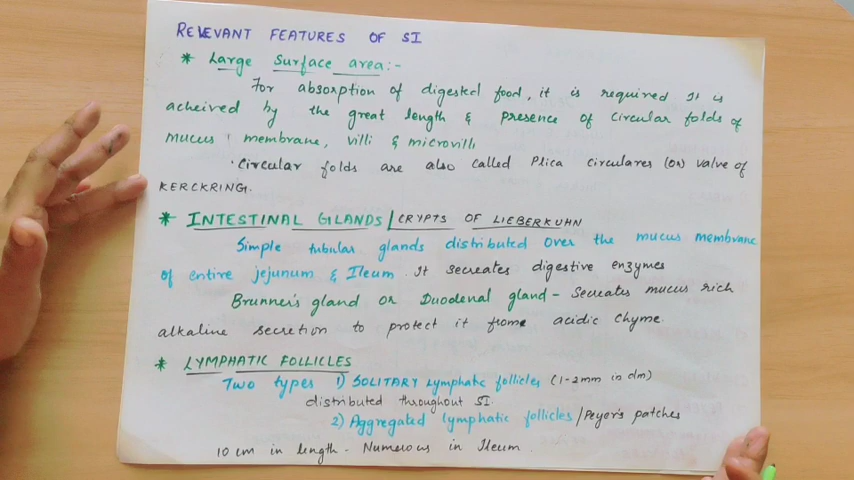 RELEVANT FEATURES OF SI
* Large Surface area:-
For absorption of digested food, it is required It is
acheived by the great length & presence of Circular folds of
mucus membrane, villi & microvilli
Circular folds are also called Plica circulares (OR) valve of
KERCKRING.
* INTESTINAL GLANDS / CRYPTS OF LIEBERKUHN
Simple tubular glands distributed over the mucus membrane
of entire jejunum & Ileum. It secreates digestive enzymes
Brunner's gland or Duodenal gland - Secreates mucus rich
alkaline secretion to protect it from acidic chyme.
* LYMPHATIC FOLLICLES
Two types 1) SOLITARY Lymphatic follicles (1-2mm in dm)
distributed throughout SI.
2) Aggregated lymphatic follicles / Peyer's patches
10 cm in length. Numerous in Ileum.